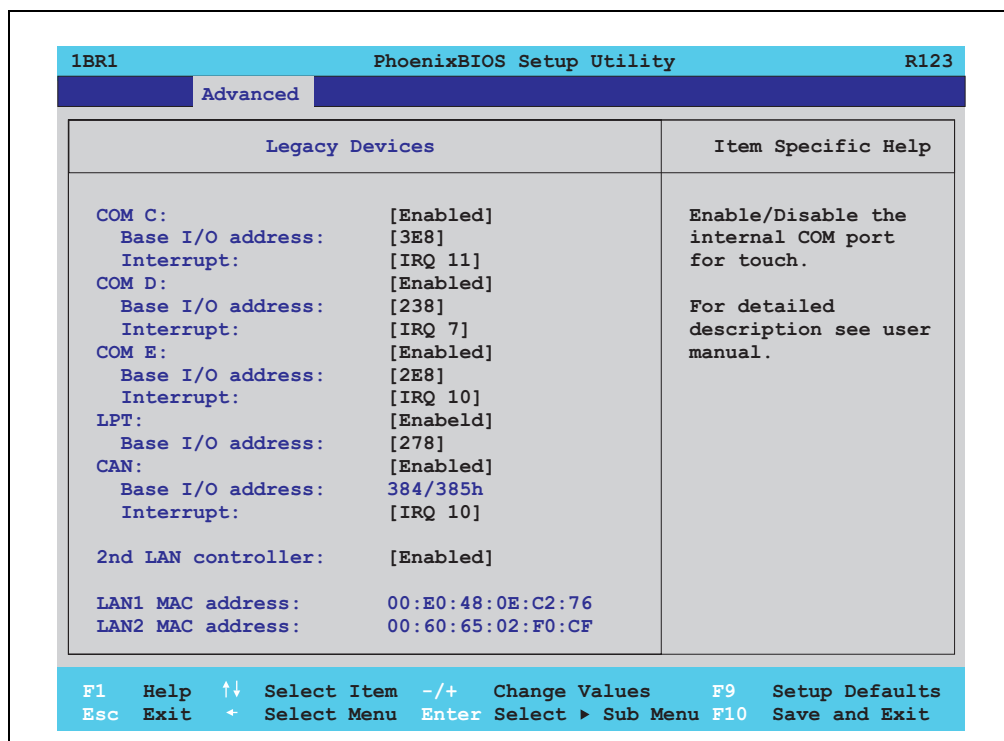 1BR1 PhoenixBIOS Setup Utility R123
Advanced
Legacy Devices
Item Specific Help
COM C: [Enabled]
Base I/O address: [3E8]
Interrupt: [IRQ 11]
COM D: [Enabled]
Base I/O address: [238]
Interrupt: [IRQ 7]
COM E: [Enabled]
Base I/O address: [2E8]
Interrupt: [IRQ 10]
LPT: [Enabeld]
Base I/O address: [278]
CAN: [Enabled]
Base I/O address: 384/385h
Interrupt: [IRQ 10]
2nd LAN controller: [Enabled]
LAN1 MAC address: 00:E0:48:0E:C2:76
LAN2 MAC address: 00:60:65:02:F0:CF
Enable/Disable the
internal COM port
for touch.
For detailed
description see user
manual.
F1 Help ↑↓ Select Item -/+ Change Values F9 Setup Defaults
Esc Exit ← Select Menu Enter Select ▶ Sub Menu F10 Save and Exit